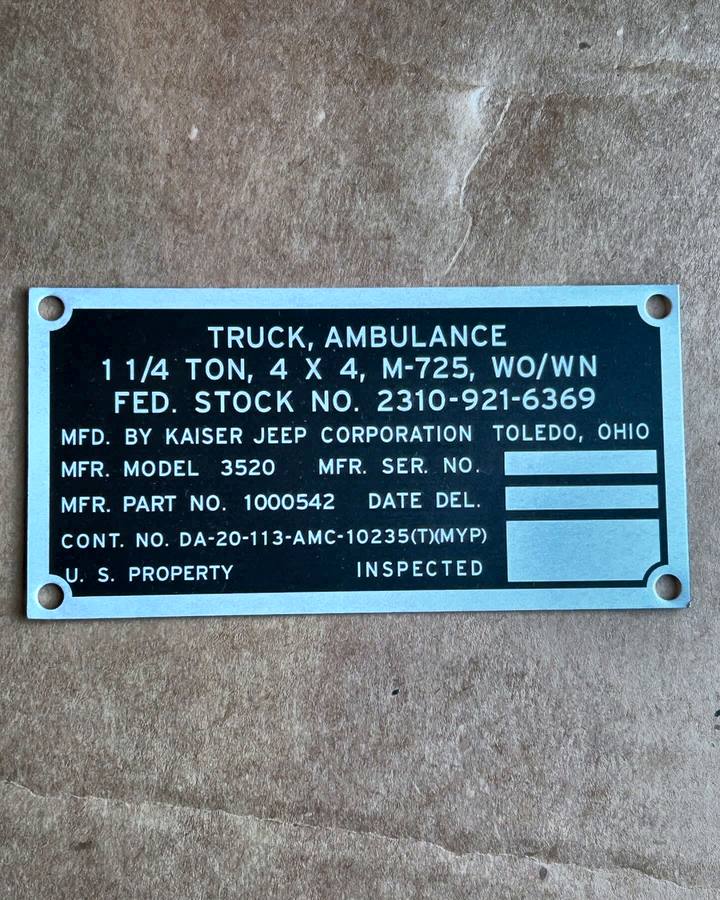 TRUCK, AMBULANCE
1 1/4 TON, 4 X 4, M-725, WO/WN
FED. STOCK NO. 2310-921-6369
MFD. BY KAISER JEEP CORPORATION TOLEDO, OHIO
MFR. MODEL 3520 MFR. SER. NO.
MFR. PART NO. 1000542 DATE DEL.
CONT. NO. DA-20-113-AMC-10235(T)(MYP)
U. S. PROPERTY INSPECTED